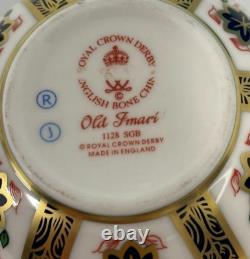 ROYAL CROWN DERBY
ENGLISH BONE CHINA
©
R
J
Old Imari
1128 SGB
© ROYAL CROWN DERBY
MADE IN ENGLAND